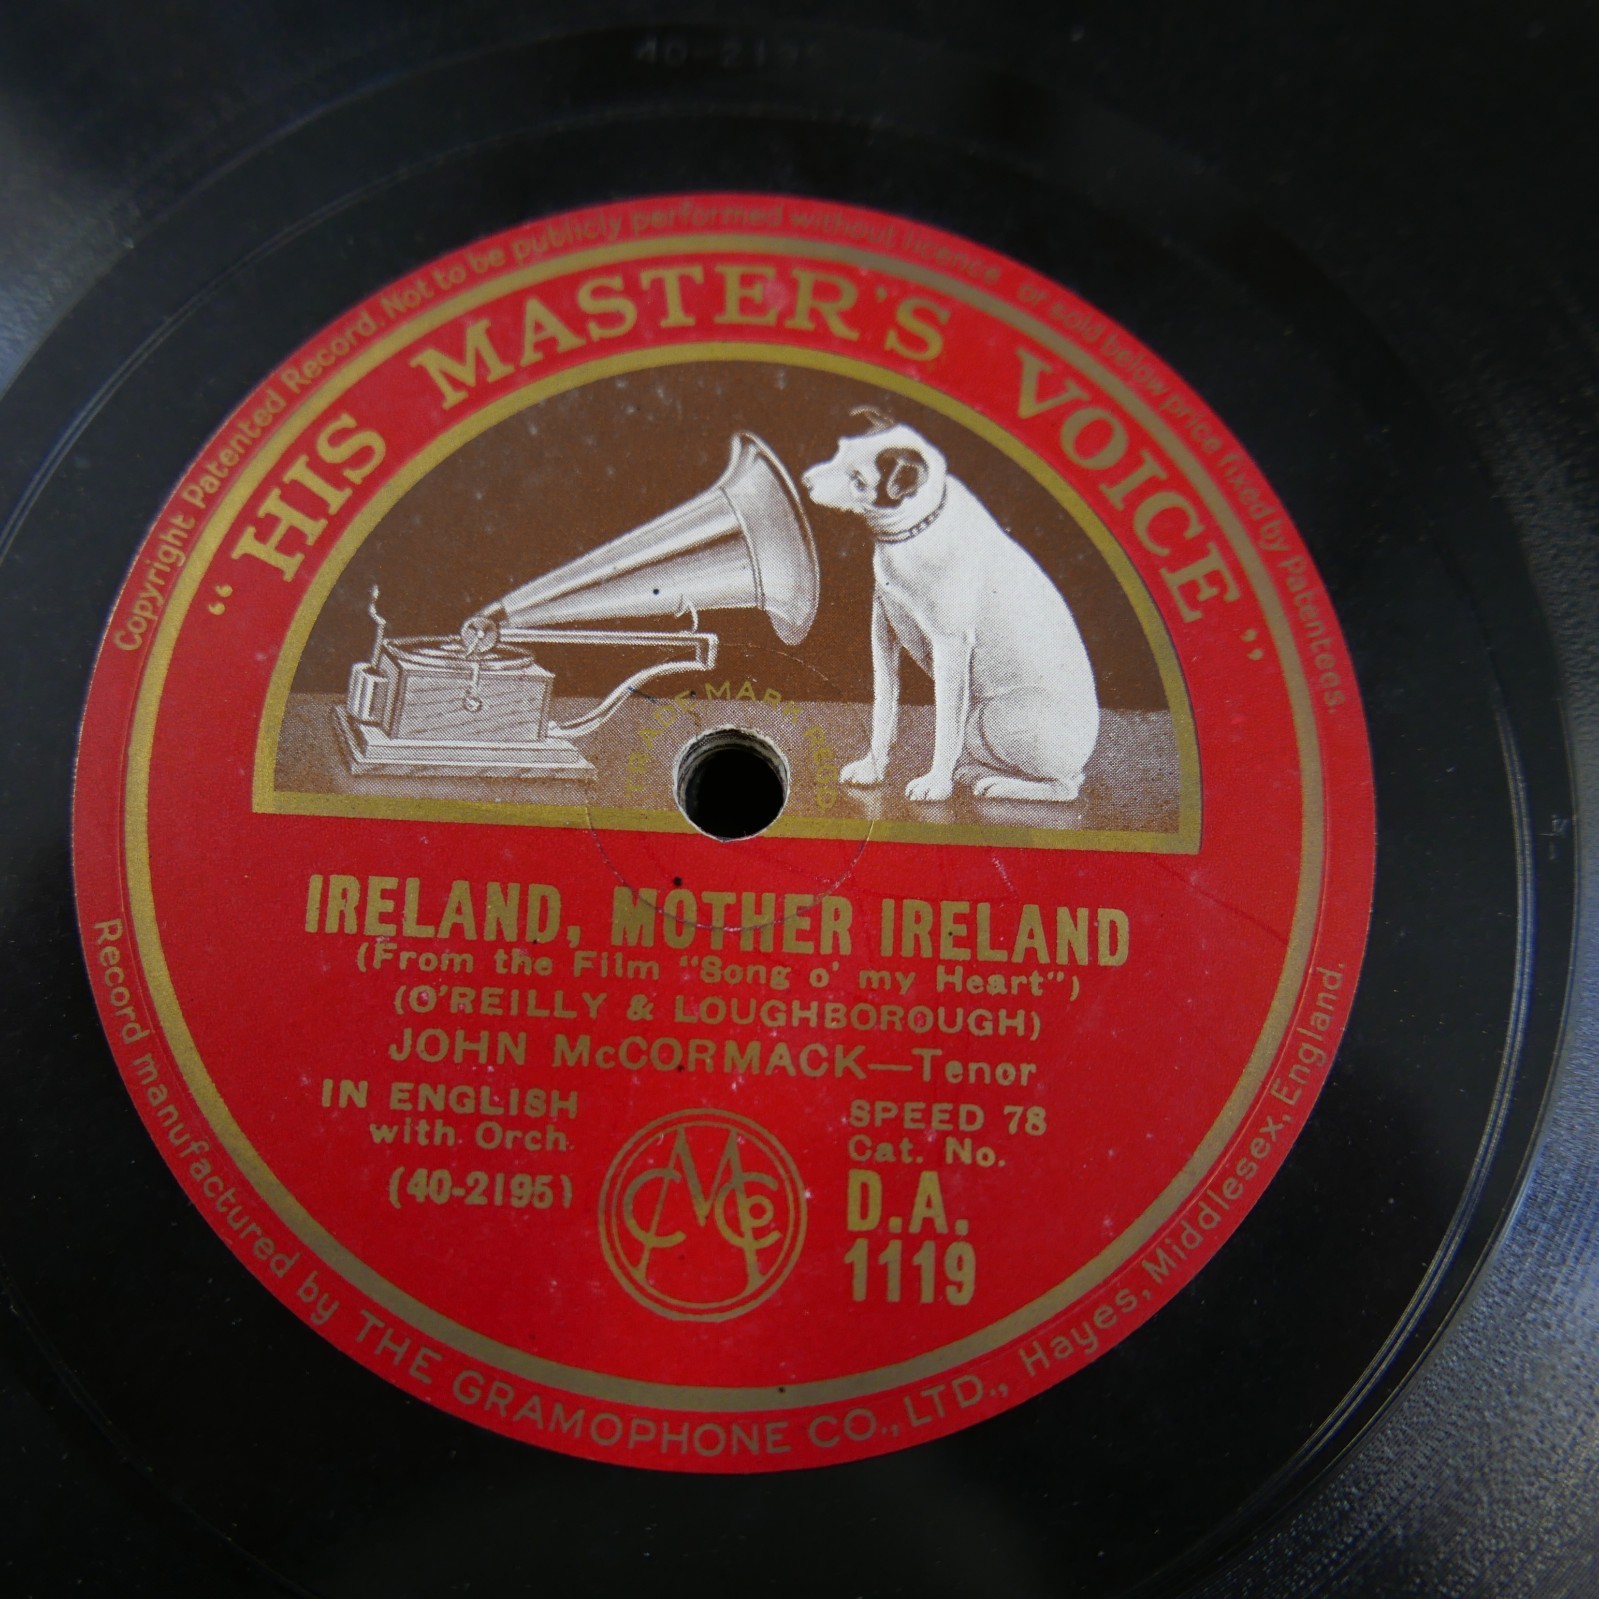 40-2195
Copyright Patented Record. Not to be publicly performed without licence or sold below price fixed by Patentees.
"HIS MASTER'S VOICE"
TRADE MARK REGD
IRELAND, MOTHER IRELAND
(From the Film "Song o' my Heart")
(O'REILLY & LOUGHBOROUGH)
JOHN McCORMACK—Tenor
IN ENGLISH
with Orch.
(40-2195)
SPEED 78
Cat. No.
D.A.
1119
Record manufactured by THE GRAMOPHONE CO., LTD., Hayes, Middlesex, England.